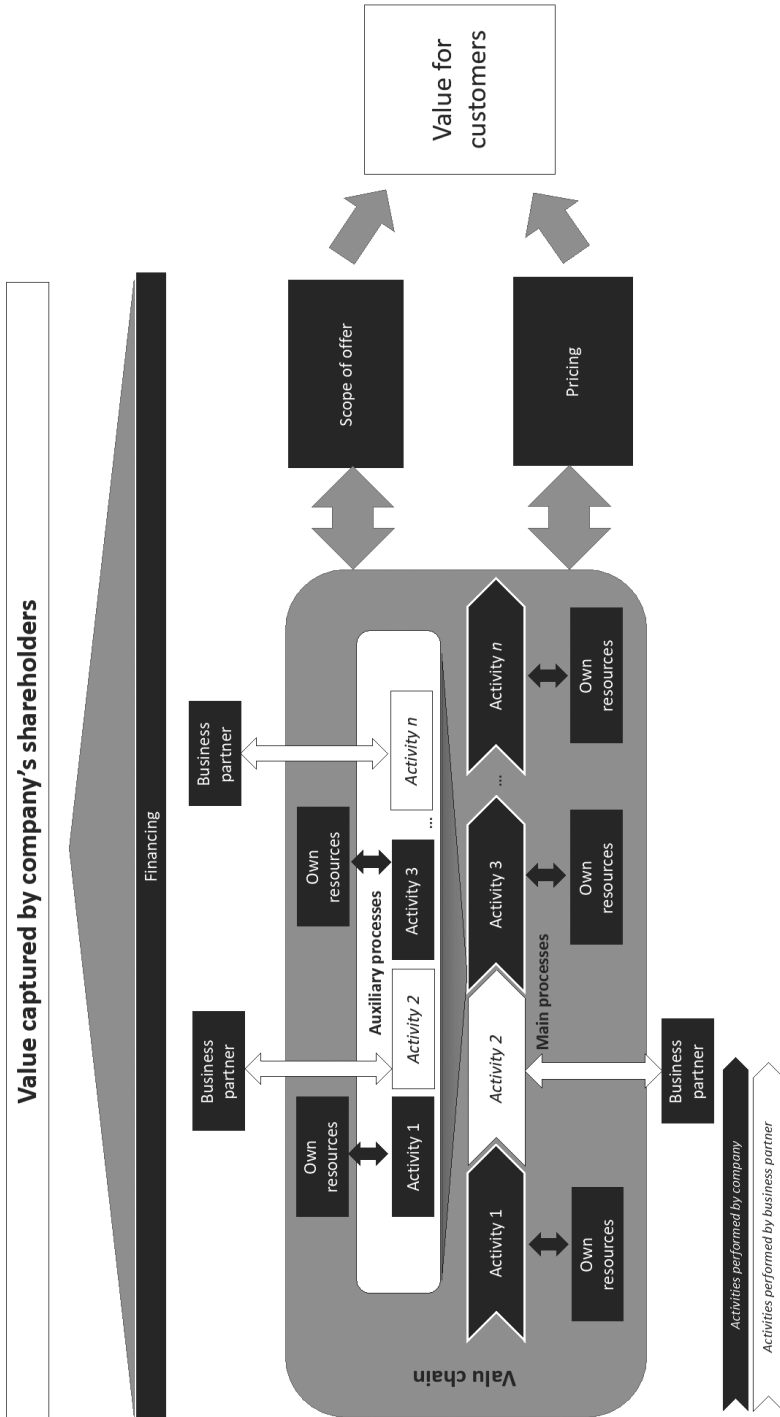 Value captured by company's shareholders
Financing
Business
partner
Business
partner
Own
resources
Own
resources
Auxiliary processes
Activity 1
Activity 2
Activity 3
...
Activity n
Valu chain
Activity 1
Activity 2
Activity 3
...
Activity n
Main processes
Own
resources
Own
resources
Own
resources
Business
partner
Scope of offer
Pricing
Value for
customers
Activities performed by company
Activities performed by business partner